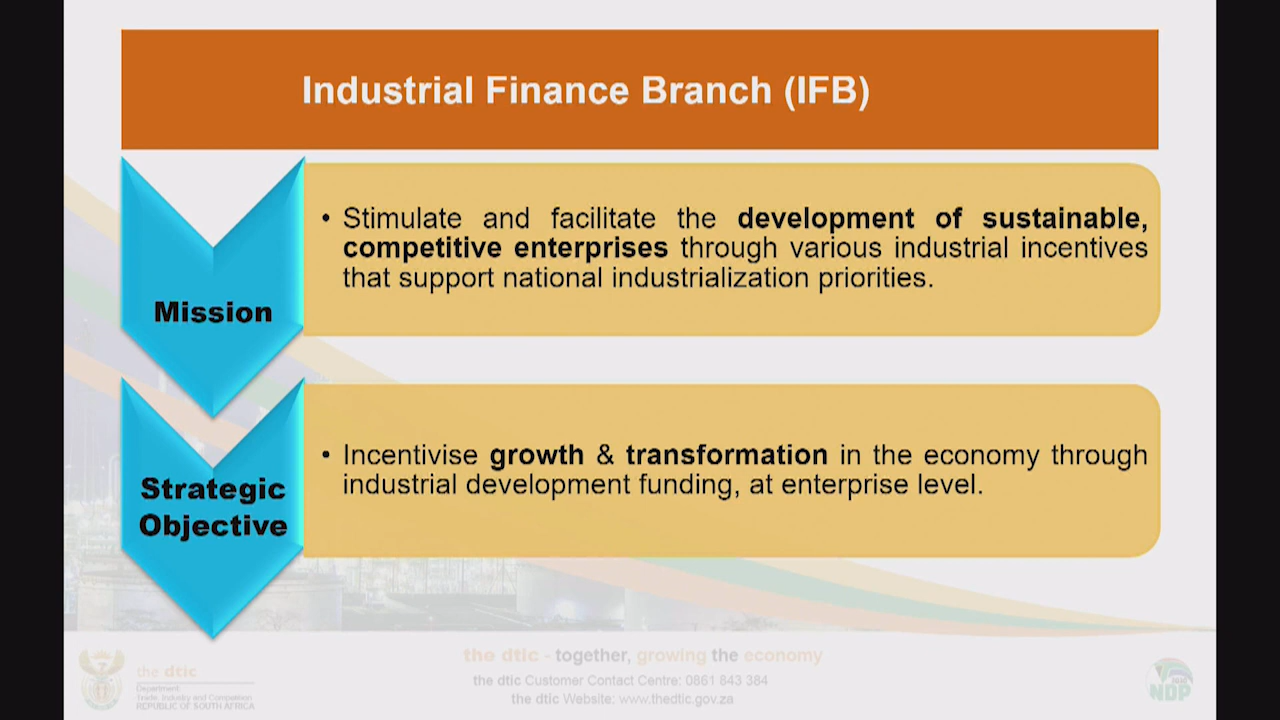 Industrial Finance Branch (IFB)
• Stimulate and facilitate the development of sustainable,
competitive enterprises through various industrial incentives
that support national industrialization priorities.
Mission
• Incentivise growth & transformation in the economy through
industrial development funding, at enterprise level.
Strategic
Objective
the dtic - together, growing the economy
the dtic Customer Contact Centre: 0861 843 384
the dtic Website: www.thedtic.gov.za
the dtic
Department:
Trade, Industry and Competition
REPUBLIC OF SOUTH AFRICA
NDP